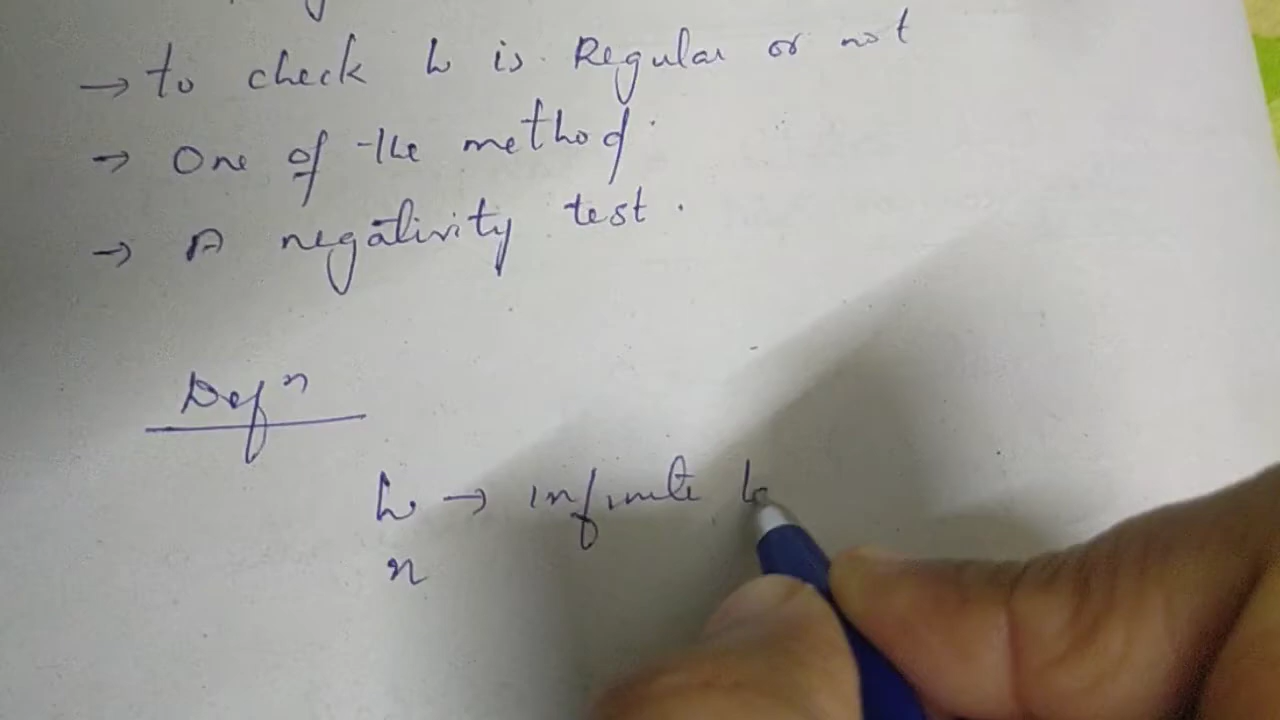 → to check L is Regular or not
→ One of the method.
→ A negativity test.
Defⁿ
L → infinite
n